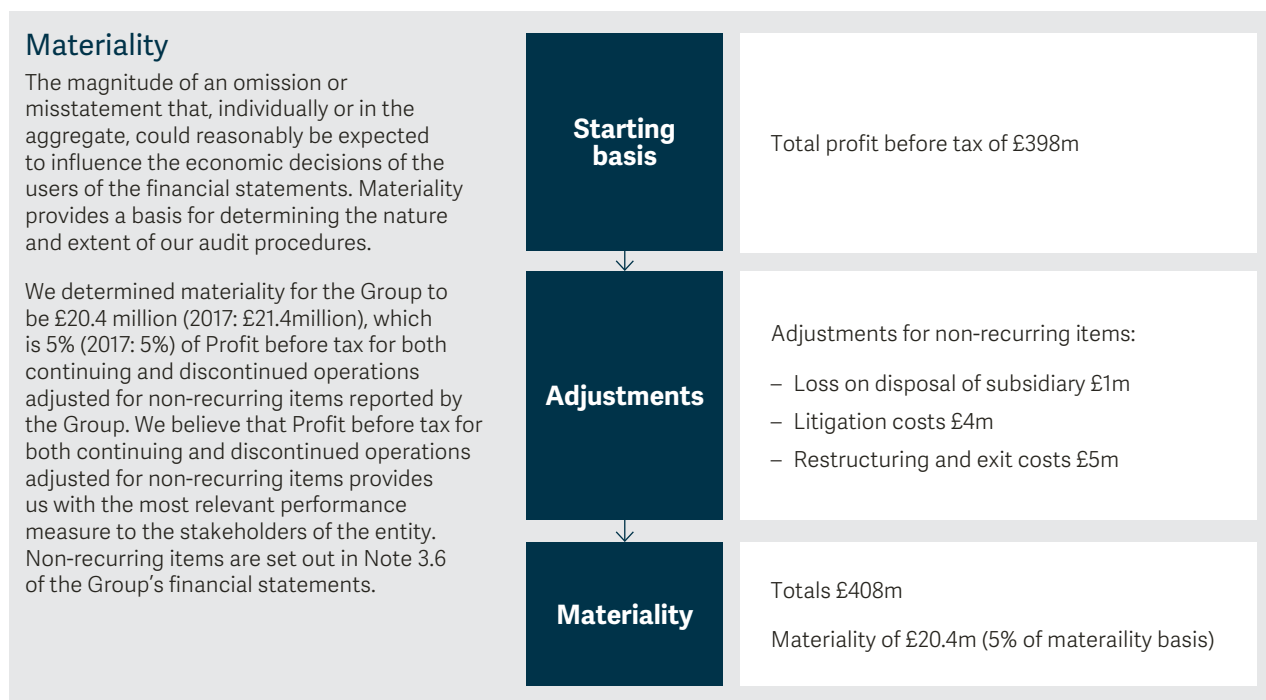 Materiality
The magnitude of an omission or
misstatement that, individually or in the
aggregate, could reasonably be expected
to influence the economic decisions of the
users of the financial statements. Materiality
provides a basis for determining the nature
and extent of our audit procedures.
We determined materiality for the Group to
be £20.4 million (2017: £21.4million), which
is 5% (2017: 5%) of Profit before tax for both
continuing and discontinued operations
adjusted for non-recurring items reported by
the Group. We believe that Profit before tax for
both continuing and discontinued operations
adjusted for non-recurring items provides
us with the most relevant performance
measure to the stakeholders of the entity.
Non-recurring items are set out in Note 3.6
of the Group’s financial statements.
Starting
basis
Total profit before tax of £398m
Adjustments
Adjustments for non-recurring items:
– Loss on disposal of subsidiary £1m
– Litigation costs £4m
– Restructuring and exit costs £5m
Materiality
Totals £408m
Materiality of £20.4m (5% of materaility basis)